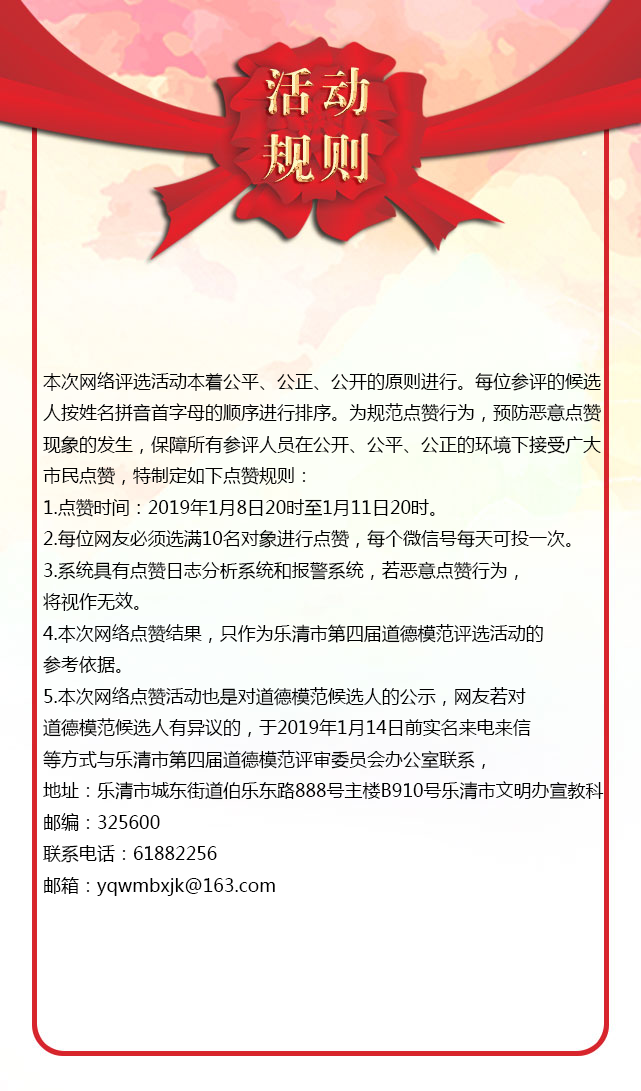 活动
规则
本次网络评选活动本着公平、公正、公开的原则进行。每位参评的候选
人按姓名拼音首字母的顺序进行排序。为规范点赞行为，预防恶意点赞
现象的发生，保障所有参评人员在公开、公平、公正的环境下接受广大
市民点赞，特制定如下点赞规则：
1.点赞时间：2019年1月8日20时至1月11日20时。
2.每位网友必须选满10名对象进行点赞，每个微信号每天可投一次。
3.系统具有点赞日志分析系统和报警系统，若恶意点赞行为，
将视作无效。
4.本次网络点赞结果，只作为乐清市第四届道德模范评选活动的
参考依据。
5.本次网络点赞活动也是对道德模范候选人的公示，网友若对
道德模范候选人有异议的，于2019年1月14日前实名来电来信
等方式与乐清市第四届道德模范评审委员会办公室联系，
地址：乐清市城东街道伯乐东路888号主楼B910号乐清市文明办宣教科
邮编：325600
联系电话：61882256
邮箱：yqwmbxjk@163.com